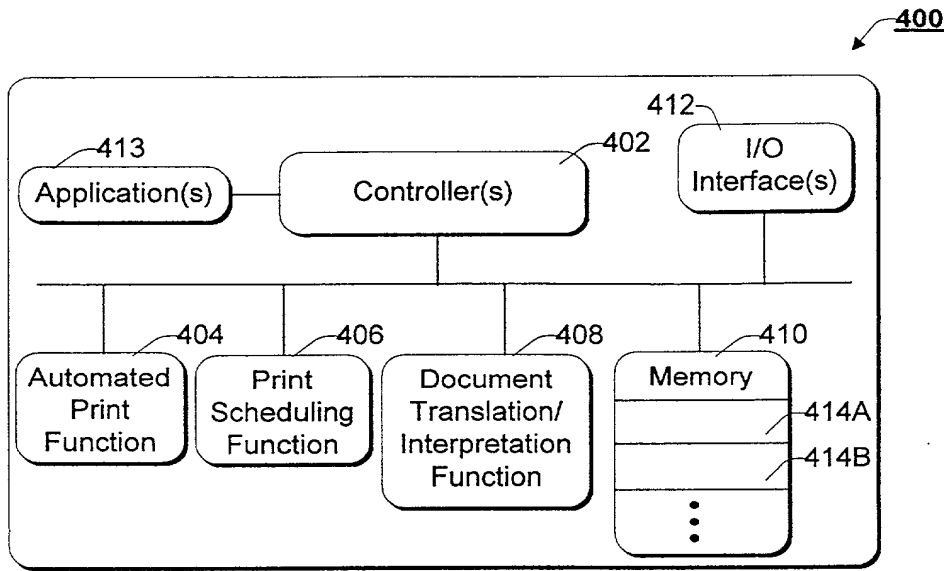 400
412
413
402
I/O
Interface(s)
Application(s)
Controller(s)
404
406
408
410
Automated
Print
Function
Print
Scheduling
Function
Document
Translation/
Interpretation
Function
Memory
414A
414B